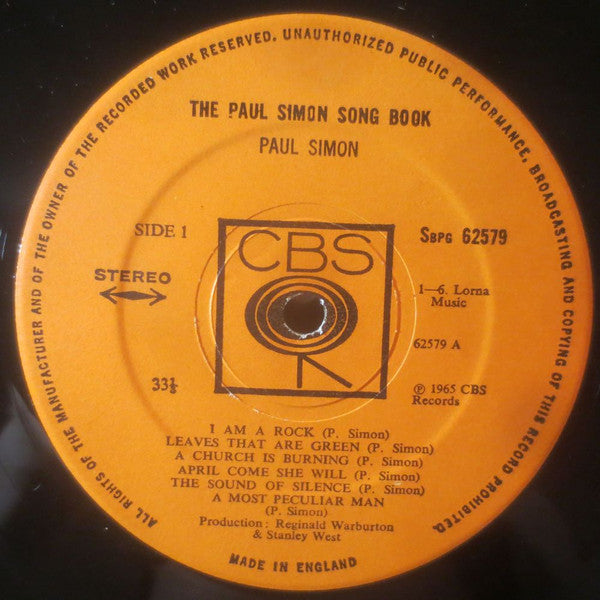 ALL RIGHTS OF THE MANUFACTURER AND OF THE OWNER OF THE RECORDED WORK RESERVED. UNAUTHORIZED PUBLIC PERFORMANCE, BROADCASTING AND COPYING OF THIS RECORD PROHIBITED.
THE PAUL SIMON SONG BOOK
PAUL SIMON
SIDE 1
CBS
SBPG 62579
STEREO
1—6. Lorna
Music
62579 A
33⅓
Ⓟ 1965 CBS
Records
I AM A ROCK (P. Simon)
LEAVES THAT ARE GREEN (P. Simon)
A CHURCH IS BURNING (P. Simon)
APRIL COME SHE WILL (P. Simon)
THE SOUND OF SILENCE (P. Simon)
A MOST PECULIAR MAN
(P. Simon)
Production: Reginald Warburton
& Stanley West
MADE IN ENGLAND